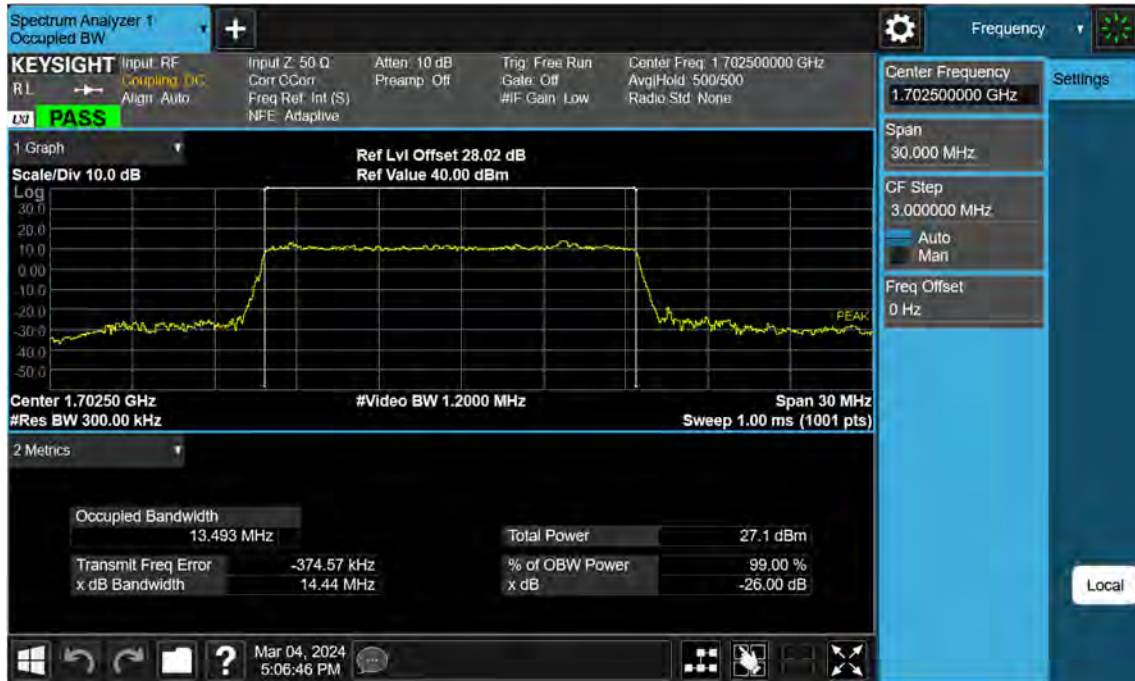 Spectrum Analyzer 1
Occupied BW
+
Frequency
KEYSIGHT Input: RF Input Z: 50 Ω Atten: 10 dB Trig: Free Run Center Freq: 1.702500000 GHz
RL Coupling: DC Corr CCorr Preamp: Off Gate: Off Avg|Hold: 500/500
Align: Auto Freq Ref: Int (S) #IF Gain: Low Radio Std: None
LXI PASS NFE: Adaptive
Center Frequency
1.702500000 GHz
Settings
Span
30.000 MHz
CF Step
3.000000 MHz
Auto
Man
Freq Offset
0 Hz
1 Graph
Ref Lvl Offset 28.02 dB
Scale/Div 10.0 dB Ref Value 40.00 dBm
Log
30.0
20.0
10.0
0.00
-10.0
-20.0
PEAK
-30.0
-40.0
-50.0
Center 1.70250 GHz #Video BW 1.2000 MHz Span 30 MHz
#Res BW 300.00 kHz Sweep 1.00 ms (1001 pts)
2 Metrics
Occupied Bandwidth
13.493 MHz Total Power 27.1 dBm
Transmit Freq Error -374.57 kHz % of OBW Power 99.00 %
x dB Bandwidth 14.44 MHz x dB -26.00 dB
Local
? Mar 04, 2024
5:06:46 PM